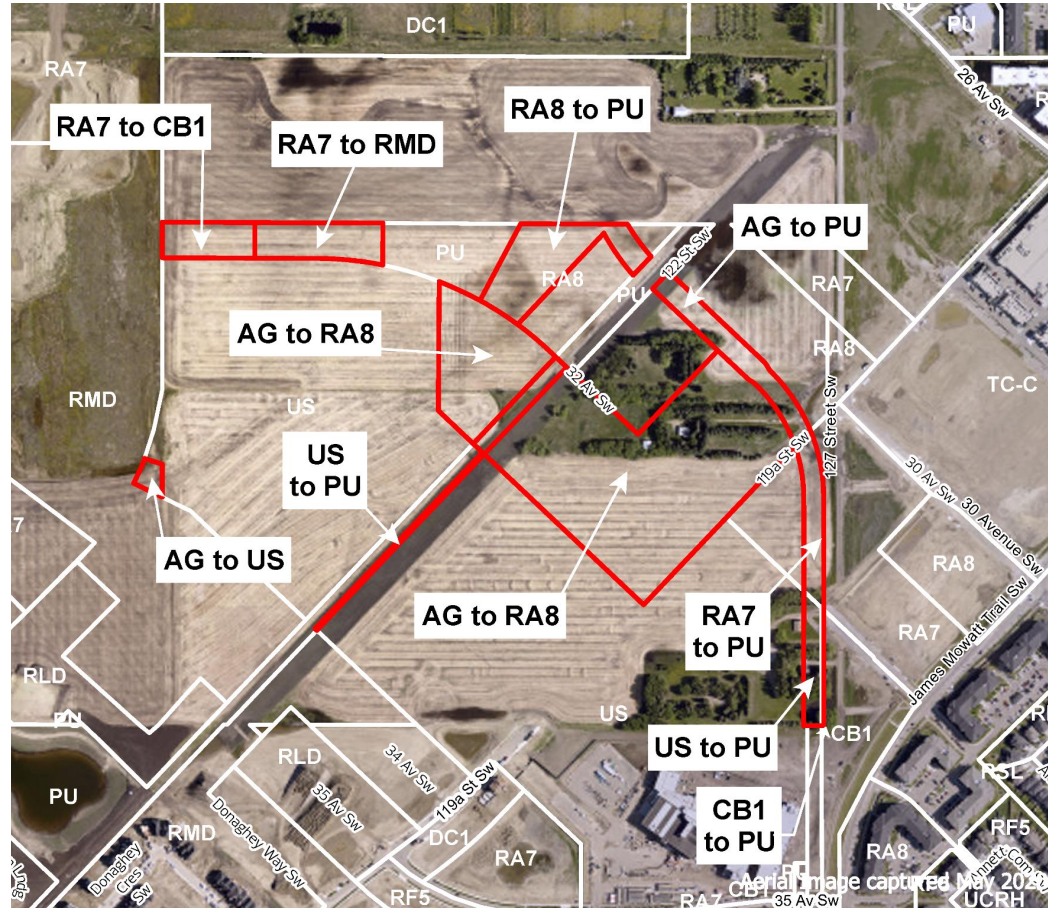 DC1
RSL
PU
RA7
26 Av Sw
RA7 to CB1
RA7 to RMD
RA8 to PU
AG to PU
PU
RA8
122 St Sw
PU
RA7
RA8
AG to RA8
32 Av Sw
TC-C
RMD
US
127 Street Sw
US
to PU
119a St Sw
30 Av Sw
30 Avenue Sw
7
AG to US
AG to RA8
RA8
RA7
to PU
RA7
James Mowatt Trail Sw
RLD
PU
US
US to PU
CB1
RLD
34 Av Sw
PU
35 Av Sw
119a St Sw
RSL
CB1
to PU
RMD
Donaghey Way Sw
DC1
RA7
RF5
RA8
Donaghey
Cres
Sw
RF5
RA7
CB1
UCRH
35 Av Sw
Aerial Image captured May